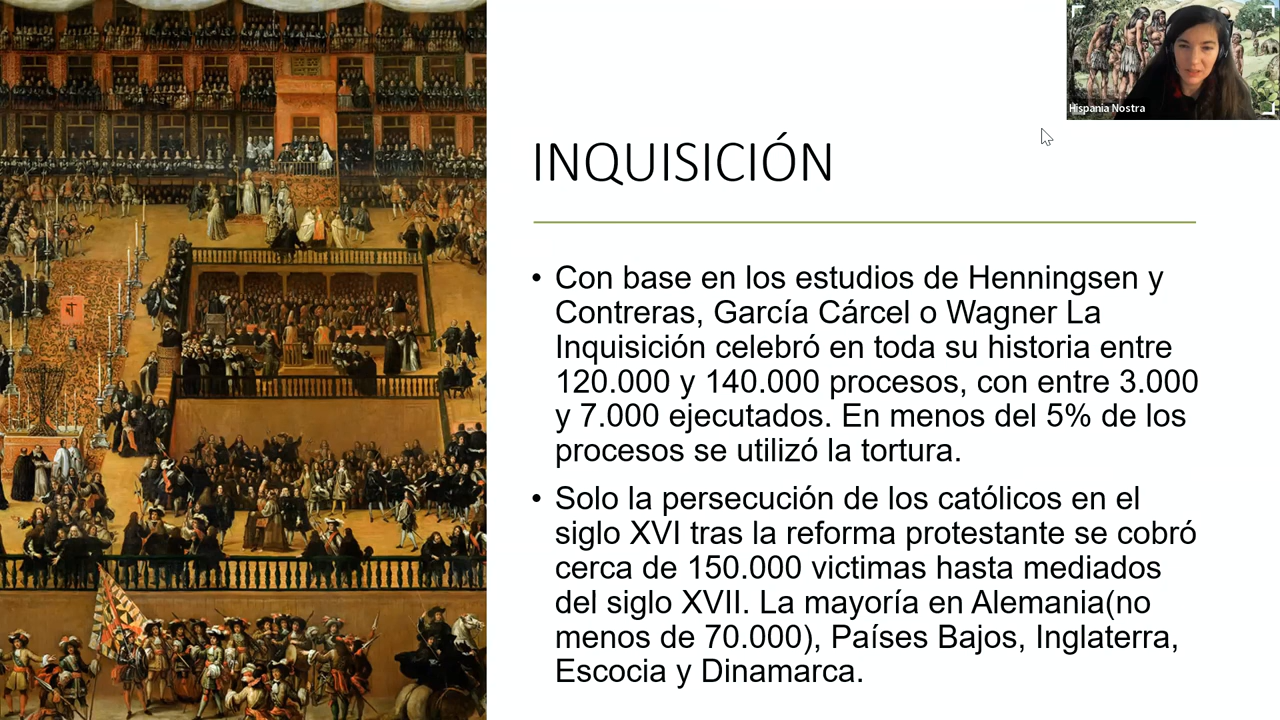 Hispania Nostra
INQUISICIÓN
• Con base en los estudios de Henningsen y
Contreras, García Cárcel o Wagner La
Inquisición celebró en toda su historia entre
120.000 y 140.000 procesos, con entre 3.000
y 7.000 ejecutados. En menos del 5% de los
procesos se utilizó la tortura.
• Solo la persecución de los católicos en el
siglo XVI tras la reforma protestante se cobró
cerca de 150.000 victimas hasta mediados
del siglo XVII. La mayoría en Alemania(no
menos de 70.000), Países Bajos, Inglaterra,
Escocia y Dinamarca.